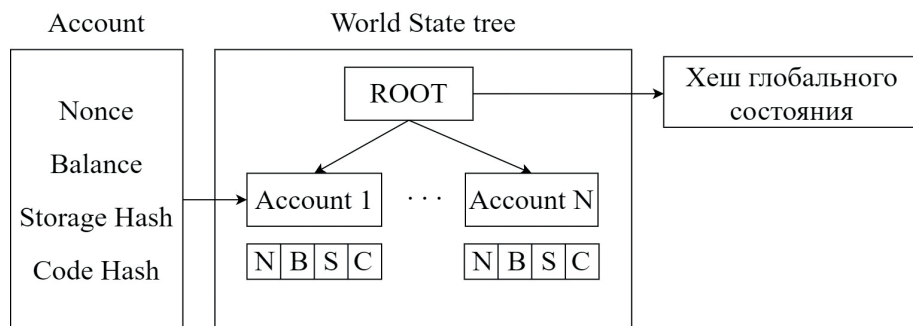 Account
Nonce
Balance
Storage Hash
Code Hash
World State tree
ROOT
Account 1
. . .
Account N
N B S C
N B S C
Хеш глобального
состояния